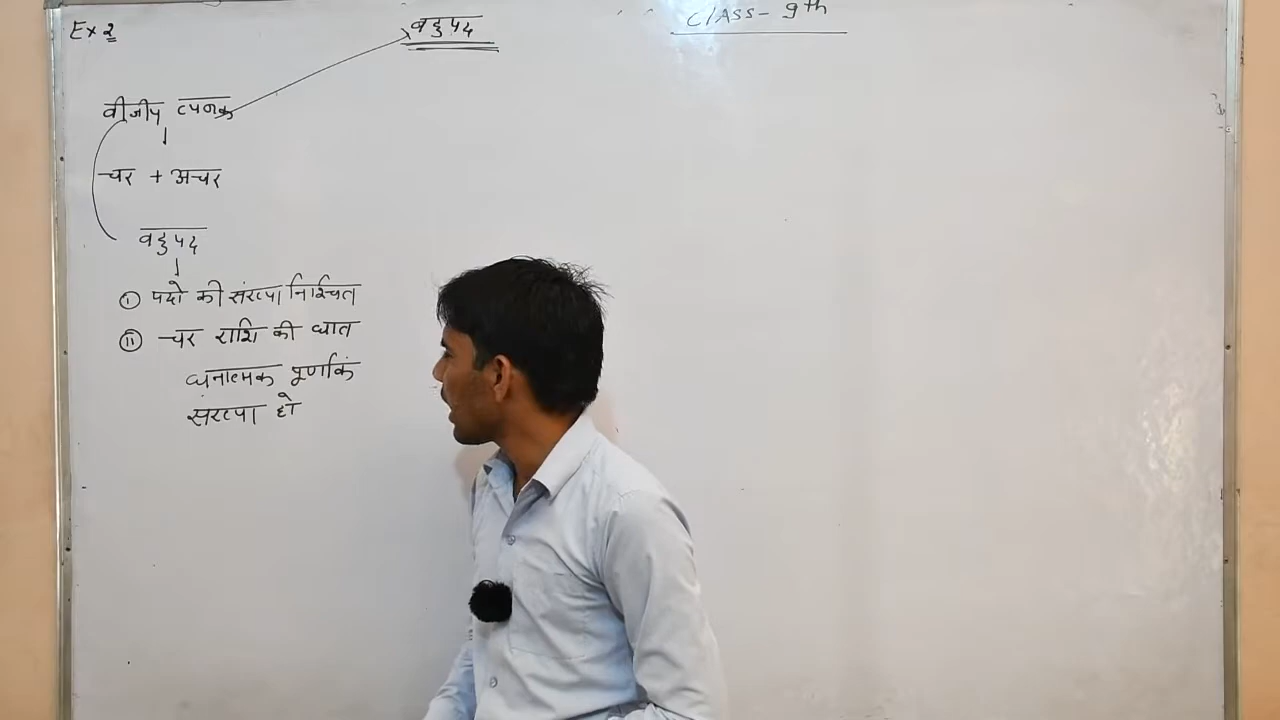 Ex 2
बहुपद
CLASS- 9th
बीजीय व्यंजक
चर + अचर
बहुपद
(i) पदो की संख्या निश्चित
(ii) चर राशि की घात
धनात्मक पूर्णांक
संख्या हो